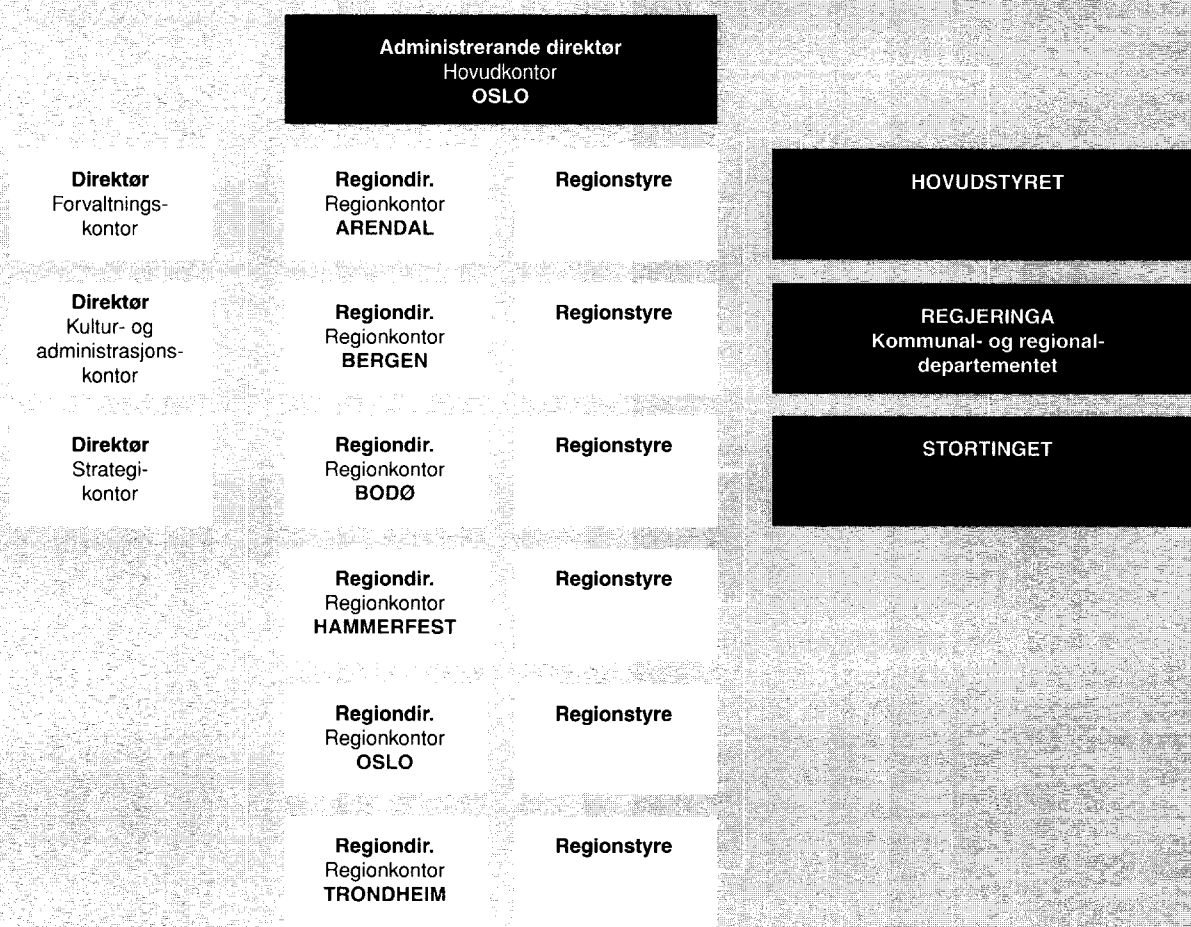 Administrerande direktør
Hovudkontor
OSLO
Direktør
Forvaltnings-
kontor
Regiondir.
Regionkontor
ARENDAL
Regionstyre
HOVUDSTYRET
Direktør
Kultur- og
administrasjons-
kontor
Regiondir.
Regionkontor
BERGEN
Regionstyre
REGJERINGA
Kommunal- og regional-
departementet
Direktør
Strategi-
kontor
Regiondir.
Regionkontor
BODØ
Regionstyre
STORTINGET
Regiondir.
Regionkontor
HAMMERFEST
Regionstyre
Regiondir.
Regionkontor
OSLO
Regionstyre
Regiondir.
Regionkontor
TRONDHEIM
Regionstyre